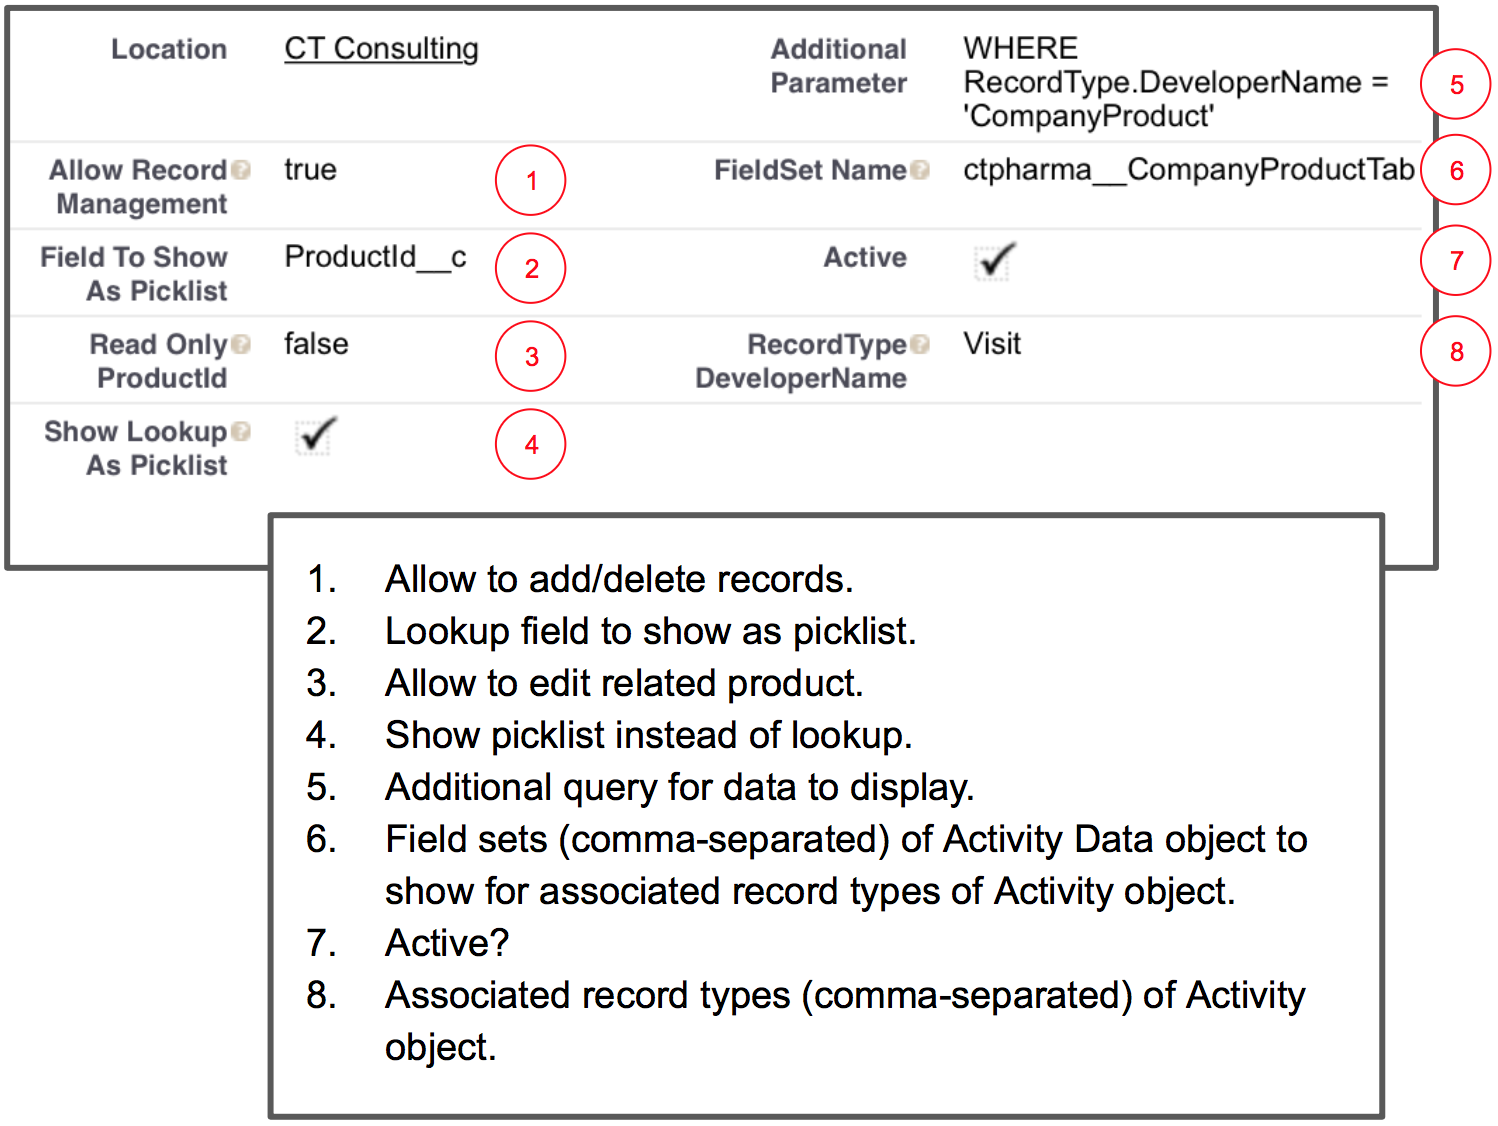 Location CT Consulting
Additional
Parameter
WHERE
RecordType.DeveloperName =
'CompanyProduct'
5
Allow Record ?
Management
true
1
FieldSet Name ? ctpharma__CompanyProductTab
6
Field To Show
As Picklist
ProductId__c
2
Active
7
Read Only ?
ProductId
false
3
RecordType ?
DeveloperName
Visit
8
Show Lookup ?
As Picklist
4
1. Allow to add/delete records.
2. Lookup field to show as picklist.
3. Allow to edit related product.
4. Show picklist instead of lookup.
5. Additional query for data to display.
6. Field sets (comma-separated) of Activity Data object to
show for associated record types of Activity object.
7. Active?
8. Associated record types (comma-separated) of Activity
object.